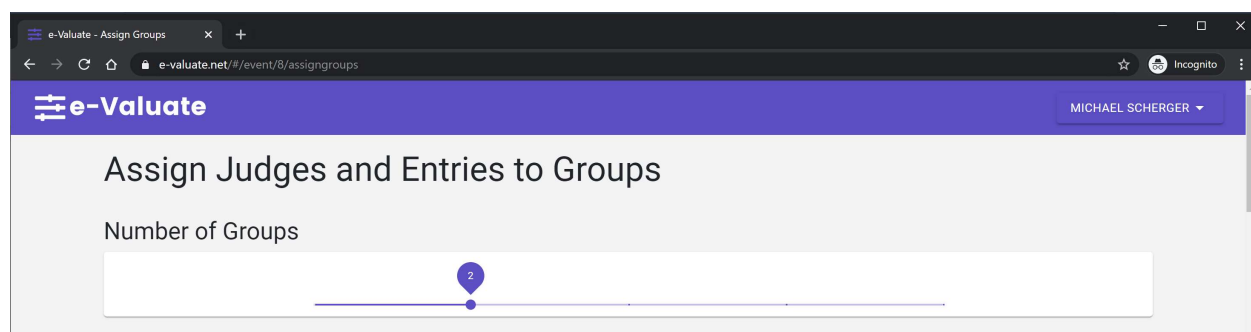 e-Valuate - Assign Groups
e-valuate.net/#/event/8/assigngroups
Incognito
e-Valuate
MICHAEL SCHERGER
Assign Judges and Entries to Groups
Number of Groups
2